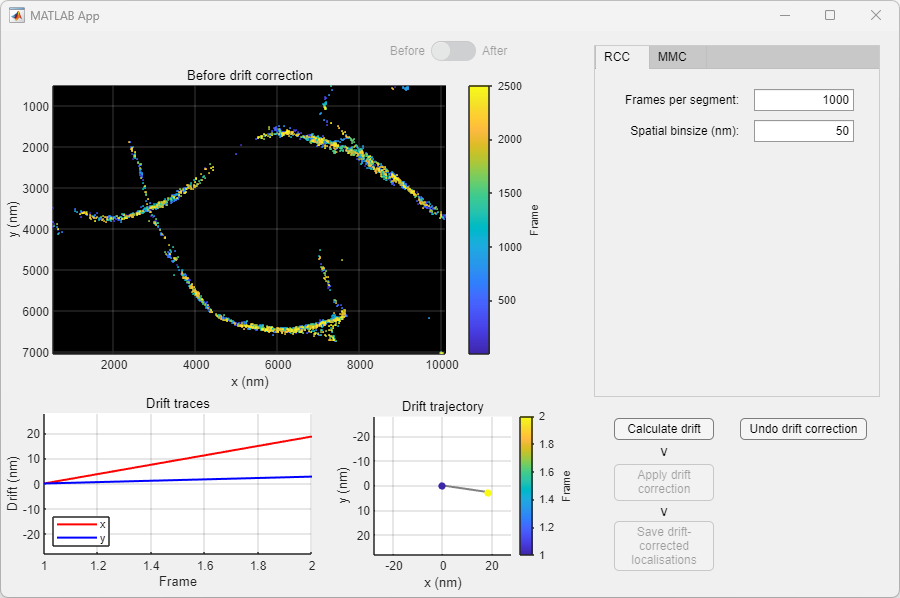 MATLAB App
Before After
Before drift correction
1000
2000
3000
4000
5000
6000
7000
y (nm)
2000 4000 6000 8000 10000
x (nm)
2500
2000
1500
1000
500
Frame
RCC MMC
Frames per segment: 1000
Spatial binsize (nm): 50
Drift traces
20
10
0
-10
-20
Drift (nm)
x
y
1 1.2 1.4 1.6 1.8 2
Frame
Drift trajectory
-20
-10
0
10
20
y (nm)
-20 0 20
x (nm)
2
1.8
1.6
1.4
1.2
1
Frame
Calculate drift
Undo drift correction
v
Apply drift
correction
v
Save drift-
corrected
localisations